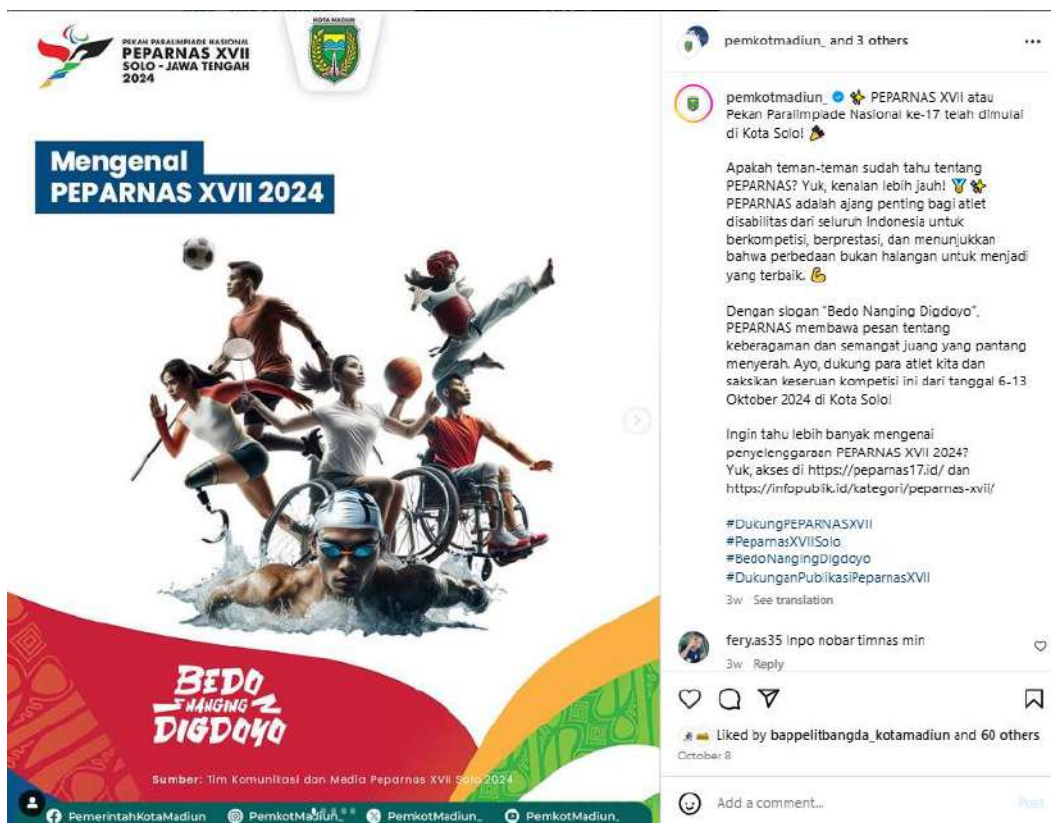 PEKAN PARALIMPIADE NASIONAL
PEPARNAS XVII
SOLO - JAWA TENGAH
2024
KOTA MADIUN
Mengenal
PEPARNAS XVII 2024
BEDO
NANGING
DIGDOYO
Sumber: Tim Komunikasi dan Media Peparnas XVII Solo 2024
PemerintahKotaMadiun
PemkotMadiun_
PemkotMadiun_
PemkotMadiun_
pemkotmadiun_ and 3 others
pemkotmadiun_ ✨ PEPARNAS XVII atau
Pekan Paralimpiade Nasional ke-17 telah dimulai
di Kota Solo! 🎉
Apakah teman-teman sudah tahu tentang
PEPARNAS? Yuk, kenalan lebih jauh! 🏅✨
PEPARNAS adalah ajang penting bagi atlet
disabilitas dari seluruh Indonesia untuk
berkompetisi, berprestasi, dan menunjukkan
bahwa perbedaan bukan halangan untuk menjadi
yang terbaik. 💪
Dengan slogan "Bedo Nanging Digdoyo",
PEPARNAS membawa pesan tentang
keberagaman dan semangat juang yang pantang
menyerah. Ayo, dukung para atlet kita dan
saksikan keseruan kompetisi ini dari tanggal 6-13
Oktober 2024 di Kota Solo!
Ingin tahu lebih banyak mengenai
penyelenggaraan PEPARNAS XVII 2024?
Yuk, akses di https://peparnas17.id/ dan
https://infopublik.id/kategori/peparnas-xvii/
#DukungPEPARNASXVII
#PeparnasXVIISolo
#BedoNangingDigdoyo
#DukunganPublikasiPeparnasXVII
3w See translation
fery.as35 Inpo nobar timnas min
3w Reply
Liked by bappelitbangda_kotamadiun and 60 others
October 8
Add a comment...
Post